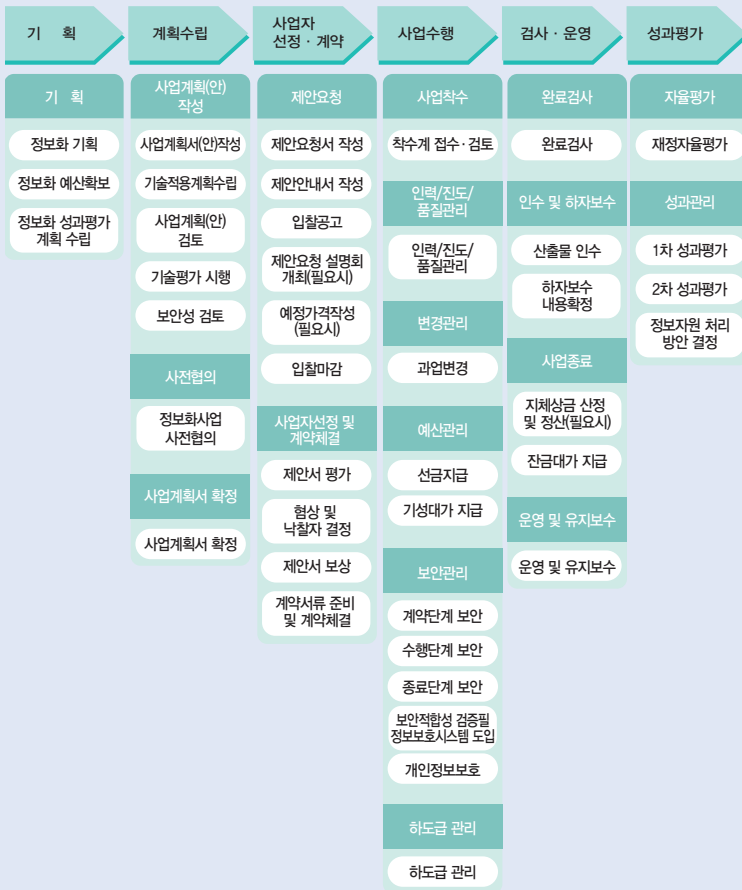 기 획
계획수립
사업자
선정 · 계약
사업수행
검사 · 운영
성과평가
기 획
정보화 기획
정보화 예산확보
정보화 성과평가
계획 수립
사업계획(안)
작성
사업계획서(안)작성
기술적용계획수립
사업계획(안)
검토
기술평가 시행
보안성 검토
사전협의
정보화사업
사전협의
사업계획서 확정
사업계획서 확정
제안요청
제안요청서 작성
제안안내서 작성
입찰공고
제안요청 설명회
개최(필요시)
예정가격작성
(필요시)
입찰마감
사업자선정 및
계약체결
제안서 평가
협상 및
낙찰자 결정
제안서 보상
계약서류 준비
및 계약체결
사업착수
착수계 접수·검토
인력/진도/
품질관리
인력/진도/
품질관리
변경관리
과업변경
예산관리
선금지급
기성대가 지급
보안관리
계약단계 보안
수행단계 보안
종료단계 보안
보안적합성 검증필
정보보호시스템 도입
개인정보보호
하도급 관리
하도급 관리
완료검사
완료검사
인수 및 하자보수
산출물 인수
하자보수
내용확정
사업종료
지체상금 산정
및 정산(필요시)
잔금대가 지급
운영 및 유지보수
운영 및 유지보수
자율평가
재정자율평가
성과관리
1차 성과평가
2차 성과평가
정보자원 처리
방안 결정